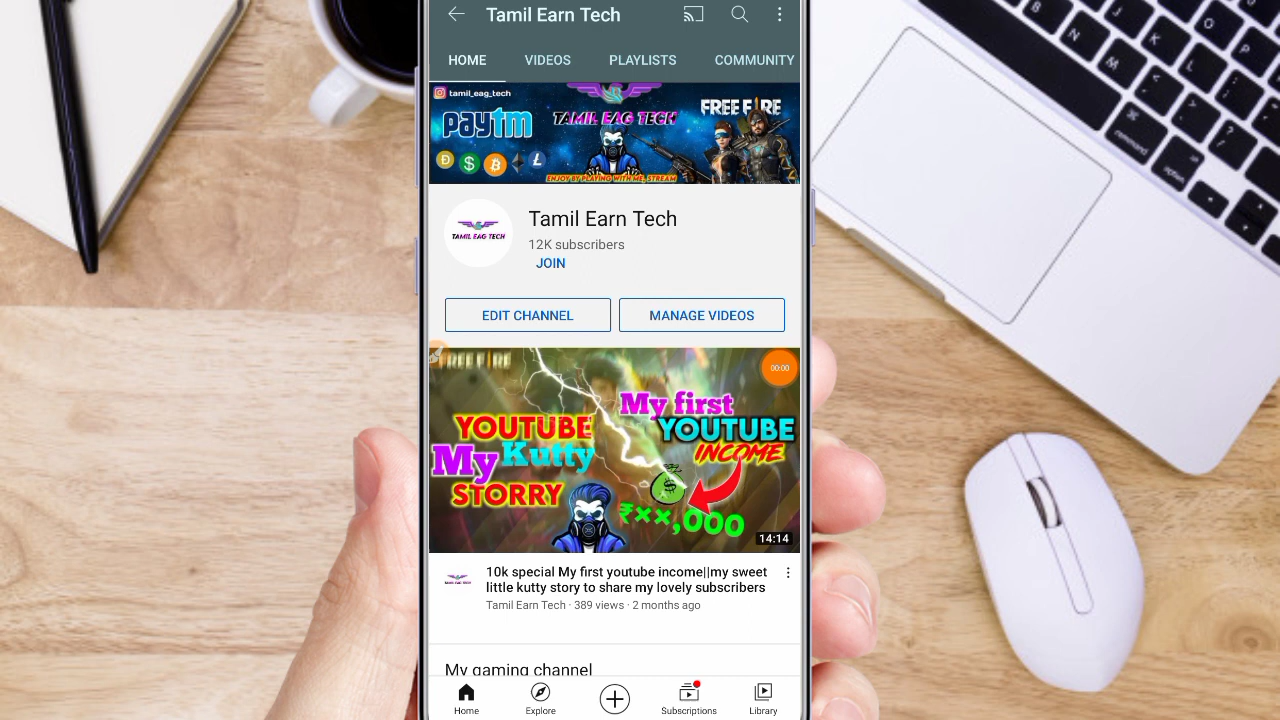 Tamil Earn Tech
HOME VIDEOS PLAYLISTS COMMUNITY
tamil_eag_tech
paytm
TAMIL EAG TECH
FREE FIRE
ENJOY BY PLAYING WITH ME, STREAM
TAMIL EAG TECH
Tamil Earn Tech
12K subscribers
JOIN
EDIT CHANNEL
MANAGE VIDEOS
FREE FIRE
00:00
YOUTUBE
My Kutty
STORRY
My first
YOUTUBE
INCOME
₹××,000
14:14
10k special My first youtube income||my sweet
little kutty story to share my lovely subscribers
Tamil Earn Tech · 389 views · 2 months ago
My gaming channel
Home
Explore
Subscriptions
Library
command
option